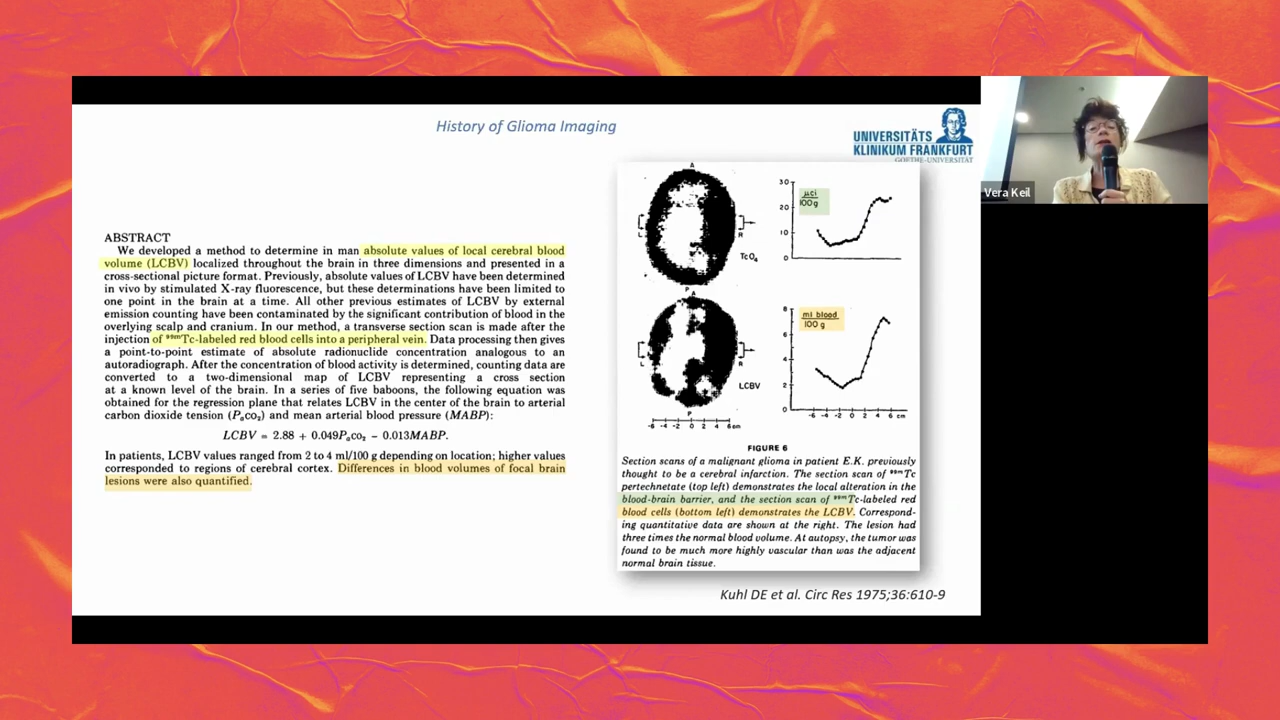 History of Glioma Imaging
UNIVERSITÄTS
KLINIKUM FRANKFURT
GOETHE-UNIVERSITÄT
Vera Keil
ABSTRACT
We developed a method to determine in man absolute values of local cerebral blood
volume (LCBV) localized throughout the brain in three dimensions and presented in a
cross-sectional picture format. Previously, absolute values of LCBV have been determined
in vivo by stimulated X-ray fluorescence, but these determinations have been limited to
one point in the brain at a time. All other previous estimates of LCBV by external
emission counting have been contaminated by the significant contribution of blood in the
overlying scalp and cranium. In our method, a transverse section scan is made after the
injection of ⁹⁹ᵐTc-labeled red blood cells into a peripheral vein. Data processing then gives
a point-to-point estimate of absolute radionuclide concentration analogous to an
autoradiograph. After the concentration of blood activity is determined, counting data are
converted to a two-dimensional map of LCBV representing a cross section
at a known level of the brain. In a series of five baboons, the following equation was
obtained for the regression plane that relates LCBV in the center of the brain to arterial
carbon dioxide tension (Pₐco₂) and mean arterial blood pressure (MABP):
LCBV = 2.88 + 0.049Pₐco₂ − 0.013MABP.
In patients, LCBV values ranged from 2 to 4 ml/100 g depending on location; higher values
corresponded to regions of cerebral cortex. Differences in blood volumes of focal brain
lesions were also quantified.
A
L
R
TcO₄
P
μci
100g
30
20
10
0
A
L
R
LCBV
P
-6 -4 -2 0 2 4 6cm
ml blood
100 g
8
6
4
2
0
-6 -4 -2 0 2 4 6 cm
FIGURE 6
Section scans of a malignant glioma in patient E.K. previously
thought to be a cerebral infarction. The section scan of ⁹⁹ᵐTc
pertechnetate (top left) demonstrates the local alteration in the
blood-brain barrier, and the section scan of ⁹⁹ᵐTc-labeled red
blood cells (bottom left) demonstrates the LCBV. Correspond-
ing quantitative data are shown at the right. The lesion had
three times the normal blood volume. At autopsy, the tumor was
found to be much more highly vascular than was the adjacent
normal brain tissue.
Kuhl DE et al. Circ Res 1975;36:610-9